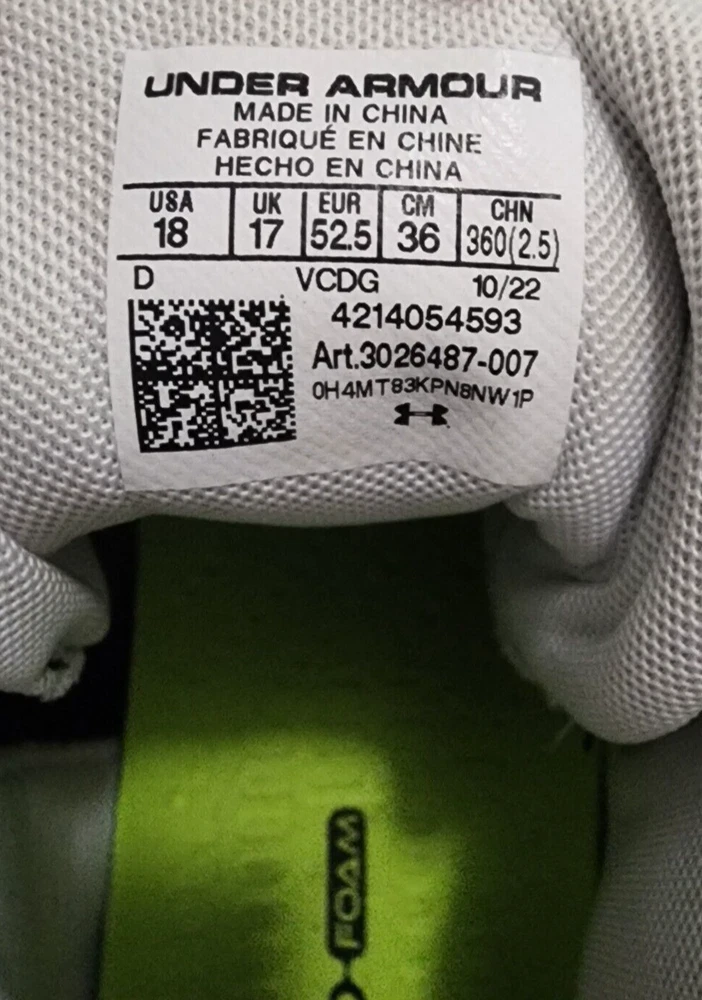 UNDER ARMOUR
MADE IN CHINA
FABRIQUÉ EN CHINE
HECHO EN CHINA
USA UK EUR CM CHN
18 17 52.5 36 360(2.5)
D VCDG 10/22
4214054593
Art.3026487-007
0H4MT83KPN8NW1P
FOAM